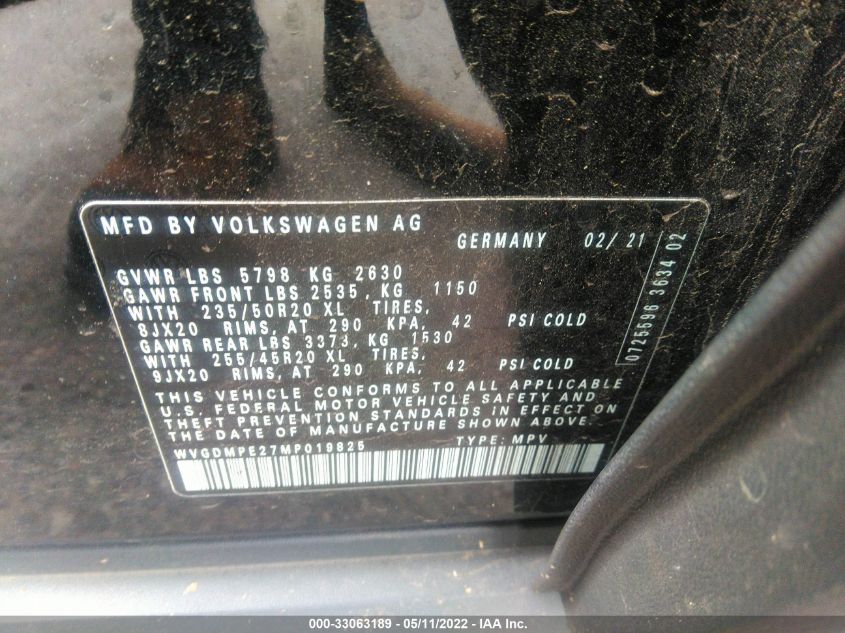 MFD BY VOLKSWAGEN AG
GERMANY 02/21
GVWR LBS 5798 KG 2630
GAWR FRONT LBS 2535, KG 1150
WITH 235/50R20 XL TIRES,
8JX20 RIMS, AT 290 KPA, 42 PSI COLD
GAWR REAR LBS 3373, KG 1530
WITH 255/45R20 XL TIRES,
9JX20 RIMS, AT 290 KPA, 42 PSI COLD
THIS VEHICLE CONFORMS TO ALL APPLICABLE
U.S. FEDERAL MOTOR VEHICLE SAFETY AND
THEFT PREVENTION STANDARDS IN EFFECT ON
THE DATE OF MANUFACTURE SHOWN ABOVE.
WVGDMPE27MP019825 TYPE: MPV
0725596 3634 02
000-33063189 - 05/11/2022 - IAA Inc.